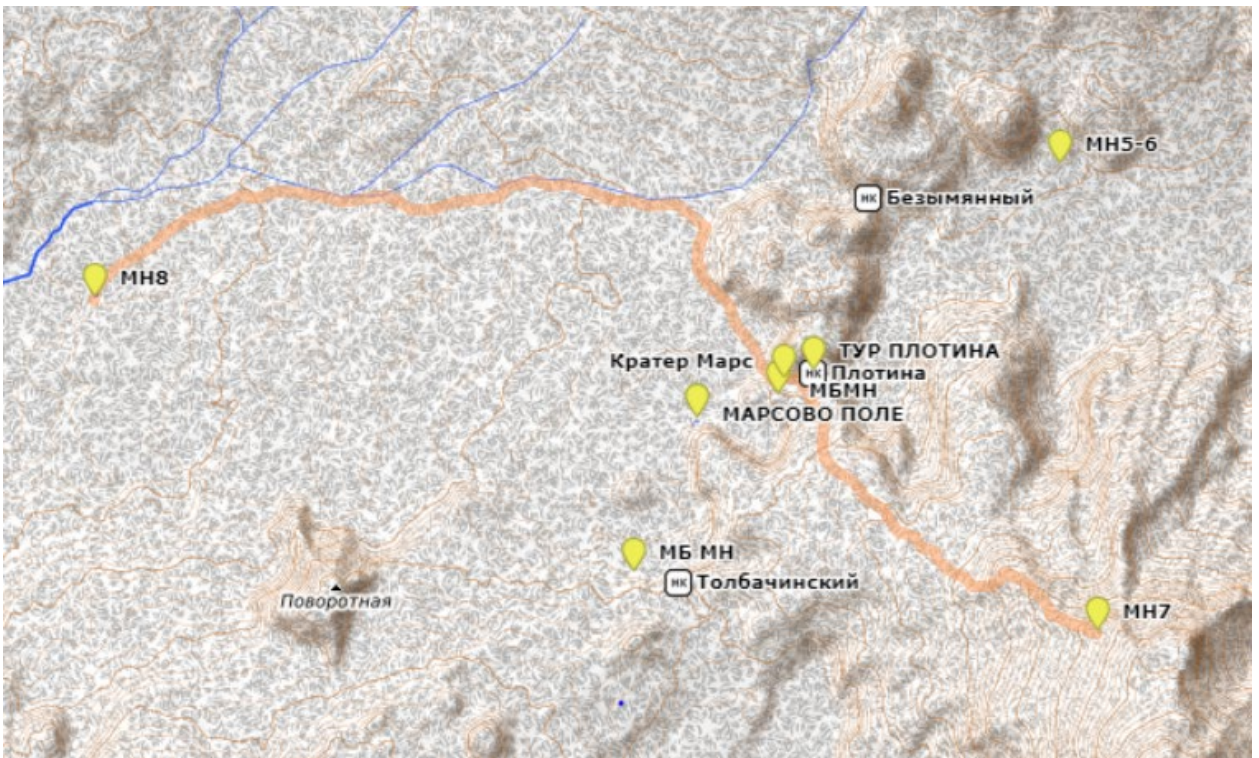 МН5-6
нк Безымянный
МН8
ТУР ПЛОТИНА
Кратер Марс
нк Плотина
МБМН
МАРСОВО ПОЛЕ
МБ МН
нк Толбачинский
Поворотная
МН7